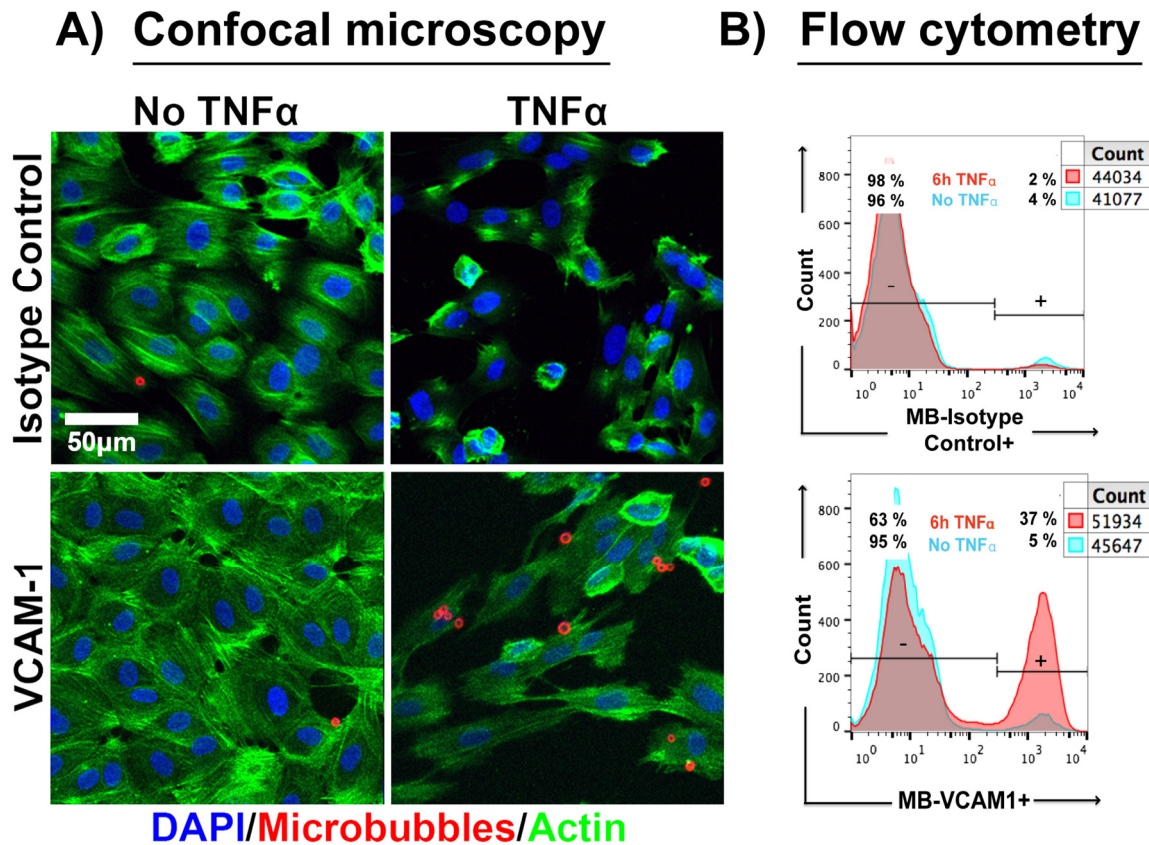 A) Confocal microscopy
No TNFα
TNFα
Isotype Control
50μm
VCAM-1
DAPI/Microbubbles/Actin
B) Flow cytometry
Count
44034
41077
98 % 6h TNFα 2 %
96 % No TNFα 4 %
800
600
400
200
0
Count
-
+
10⁰ 10¹ 10² 10³ 10⁴
MB-Isotype
Control+
Count
51934
45647
63 % 6h TNFα 37 %
95 % No TNFα 5 %
800
600
400
200
0
Count
-
+
10⁰ 10¹ 10² 10³ 10⁴
MB-VCAM1+